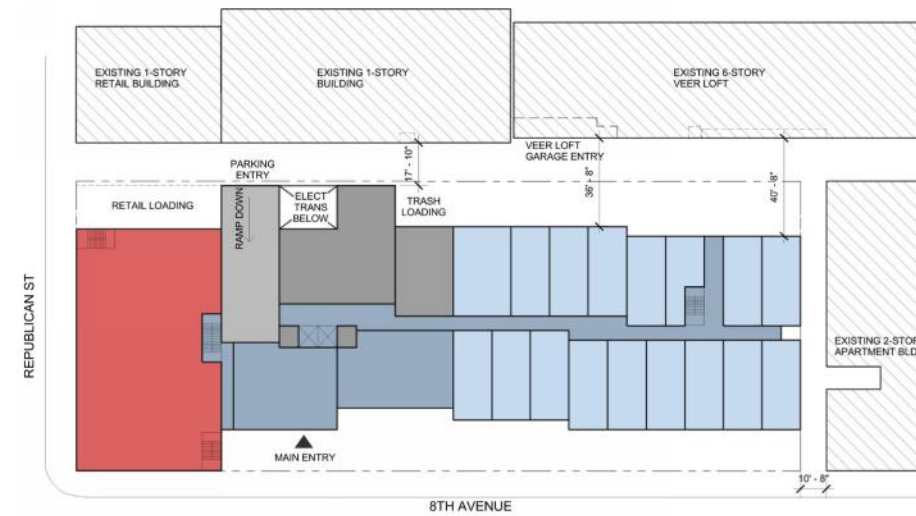 EXISTING 1-STORY
RETAIL BUILDING
EXISTING 1-STORY
BUILDING
EXISTING 6-STORY
VEER LOFT
VEER LOFT
GARAGE ENTRY
17' - 10"
36' - 8"
40' - 8"
PARKING
ENTRY
RETAIL LOADING
RAMP DOWN
ELECT
TRANS
BELOW
TRASH
LOADING
REPUBLICAN ST
EXISTING 2-STOR
APARTMENT BLD
MAIN ENTRY
10' - 8"
8TH AVENUE